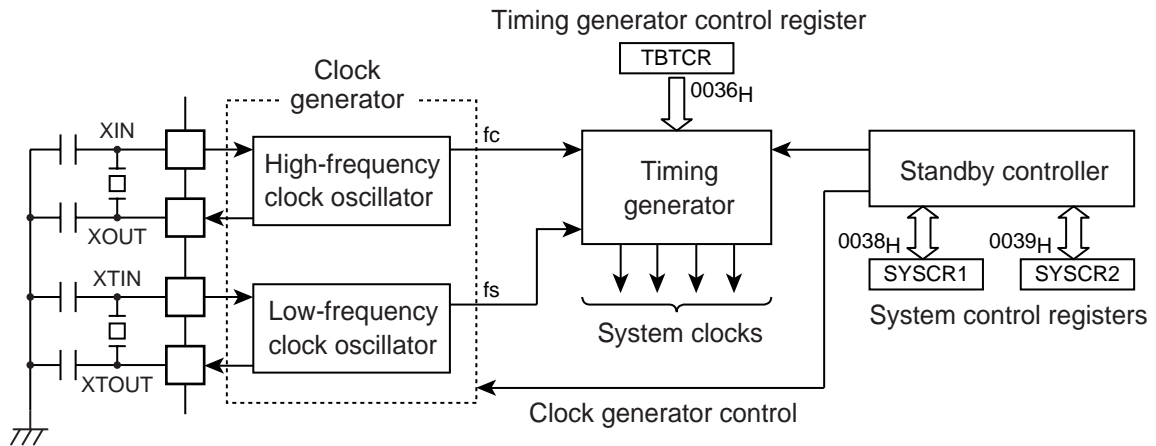 Timing generator control register
TBTCR
0036H
Clock
generator
XIN
High-frequency
clock oscillator
fc
Timing
generator
Standby controller
XOUT
0038H
0039H
SYSCR1
SYSCR2
System control registers
XTIN
Low-frequency
clock oscillator
fs
System clocks
XTOUT
Clock generator control